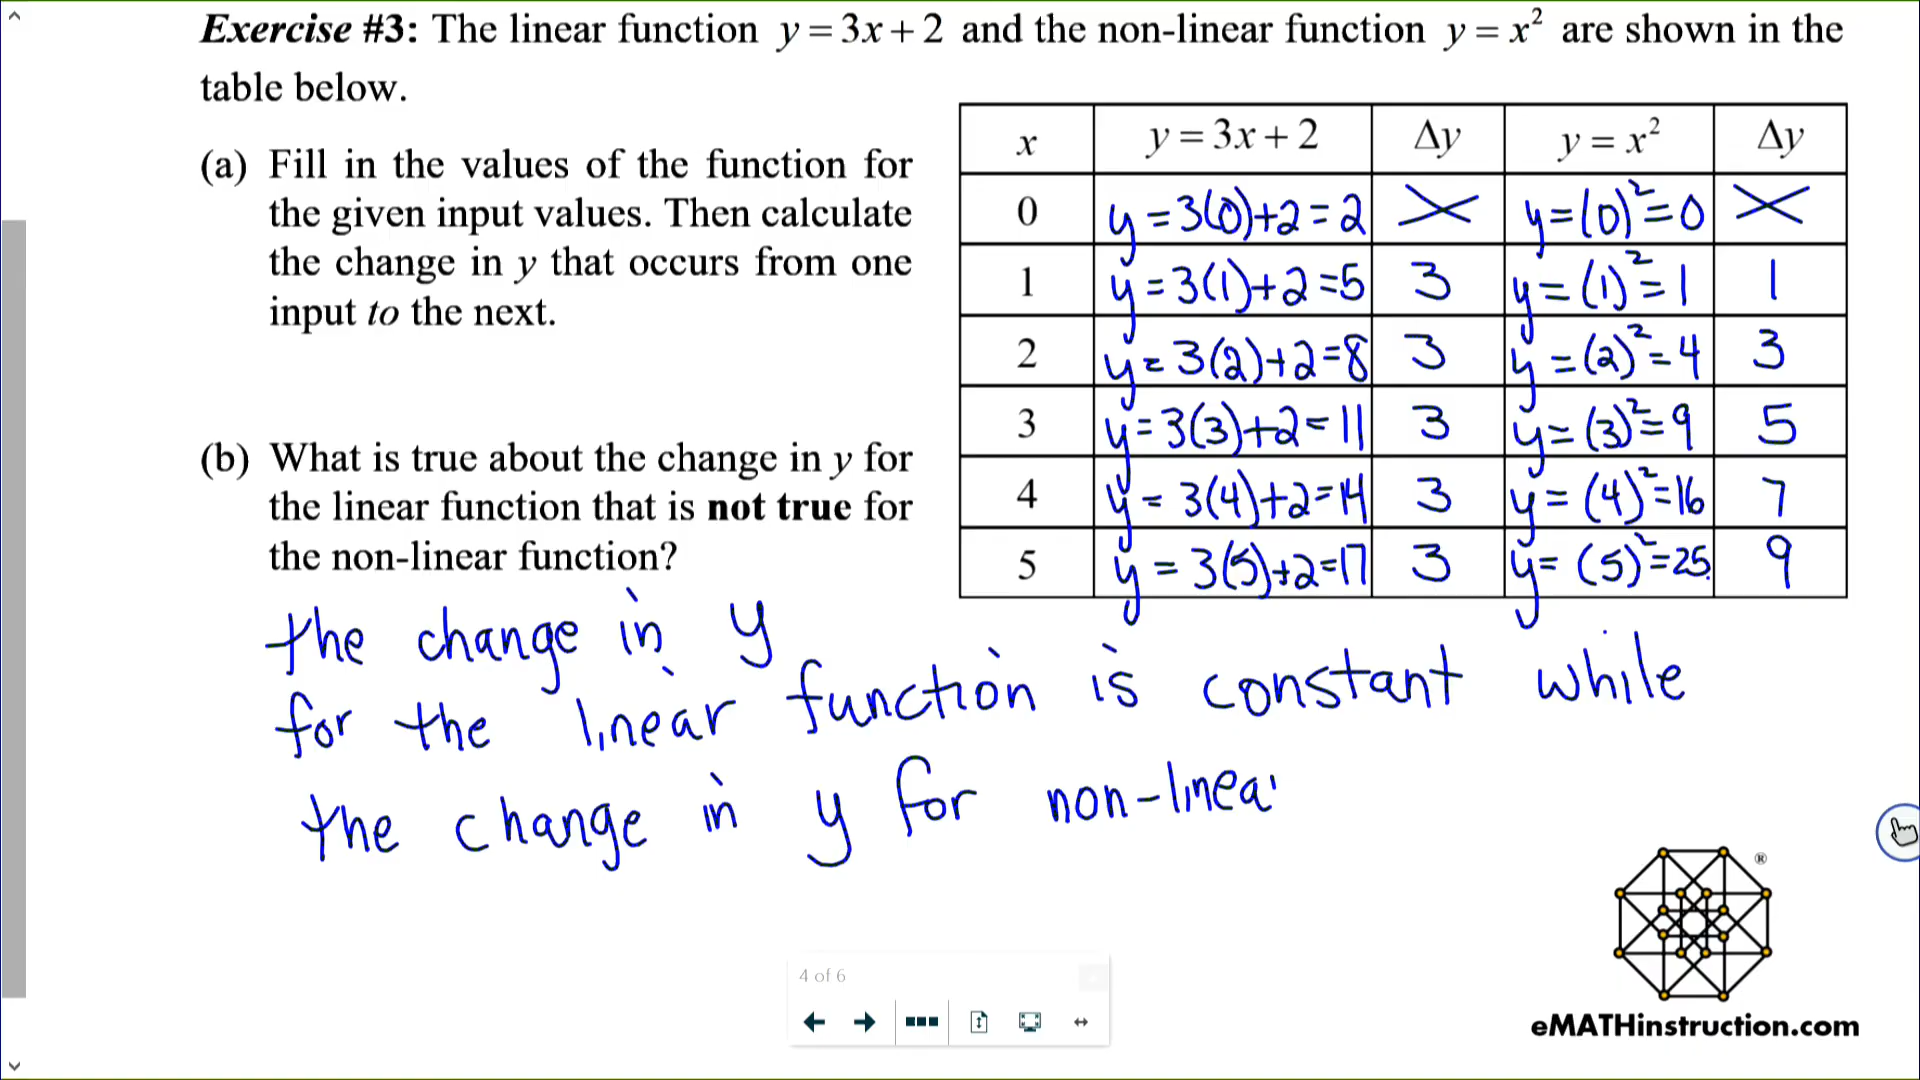 Exercise #3: The linear function y = 3x + 2 and the non-linear function y = x² are shown in the
table below.
(a) Fill in the values of the function for
the given input values. Then calculate
the change in y that occurs from one
input to the next.
(b) What is true about the change in y for
the linear function that is not true for
the non-linear function?
x y = 3x + 2 Δy y = x² Δy
0 y = 3(0)+2 = 2 ╳ y = (0)² = 0 ╳
1 y = 3(1)+2 = 5 3 y = (1)² = 1 1
2 y = 3(2)+2 = 8 3 y = (2)² = 4 3
3 y = 3(3)+2 = 11 3 y = (3)² = 9 5
4 y = 3(4)+2 = 14 3 y = (4)² = 16 7
5 y = 3(5)+2 = 17 3 y = (5)² = 25 9
the change in y
for the linear function is constant while
the change in y for non-linea
®
eMATHinstruction.com
4 of 6